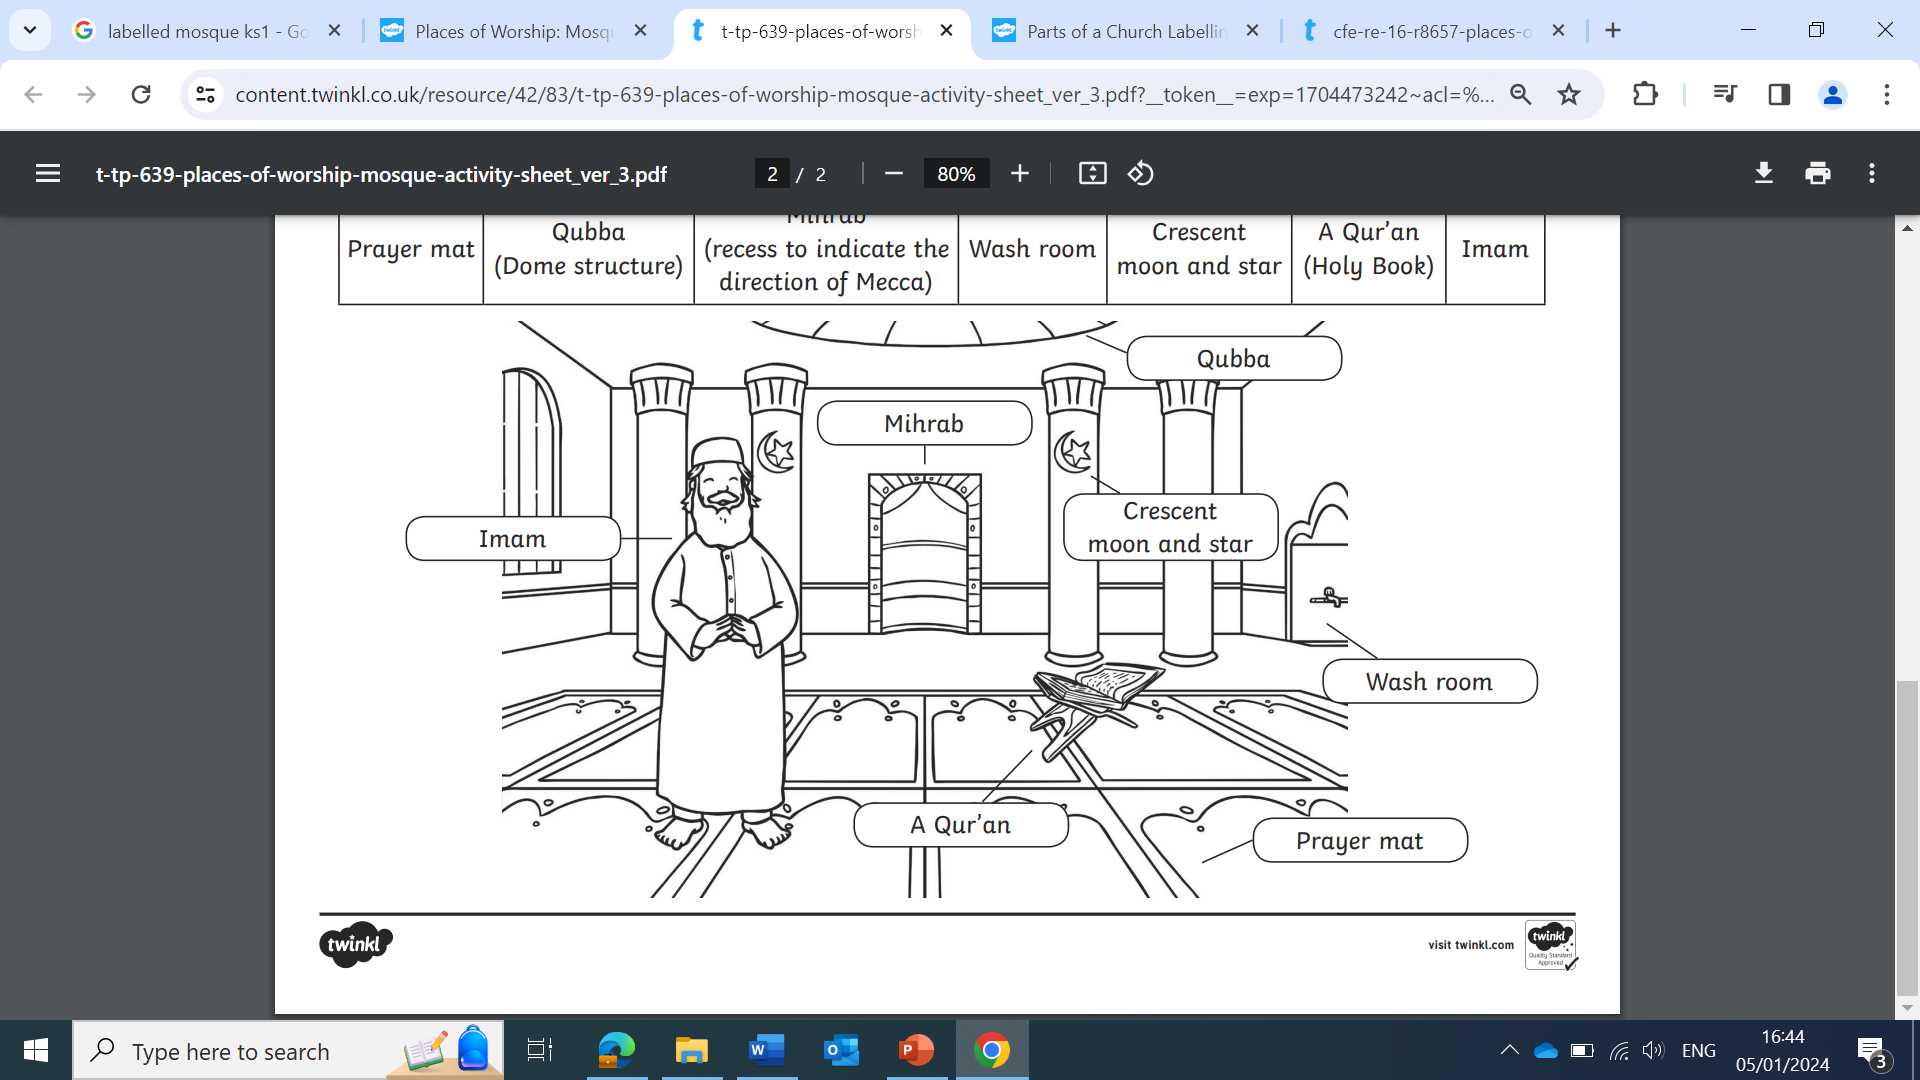 labelled mosque ks1 - Go
Places of Worship: Mosqu
t-tp-639-places-of-worsh
Parts of a Church Labellin
cfe-re-16-r8657-places-o
content.twinkl.co.uk/resource/42/83/t-tp-639-places-of-worship-mosque-activity-sheet_ver_3.pdf?__token__=exp=1704473242~acl=%...
t-tp-639-places-of-worship-mosque-activity-sheet_ver_3.pdf
2 / 2
80%
Prayer mat
Qubba
(Dome structure)
Mihrab
(recess to indicate the
direction of Mecca)
Wash room
Crescent
moon and star
A Qur'an
(Holy Book)
Imam
Qubba
Mihrab
Crescent
moon and star
Imam
Wash room
A Qur'an
Prayer mat
twinkl
visit twinkl.com
twinkl
Quality Standard
Approved
Type here to search
ENG
16:44
05/01/2024
3